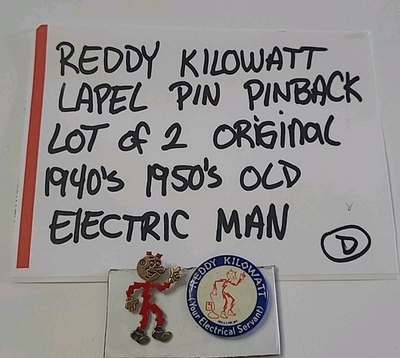 REDDY KILOWATT
LAPEL PIN PINBACK
LOT of 2 ORIGINAL
1940's 1950's OLD
ElECTRIC MAN
D
REDDY KILOWATT
(Your Electrical Servant)